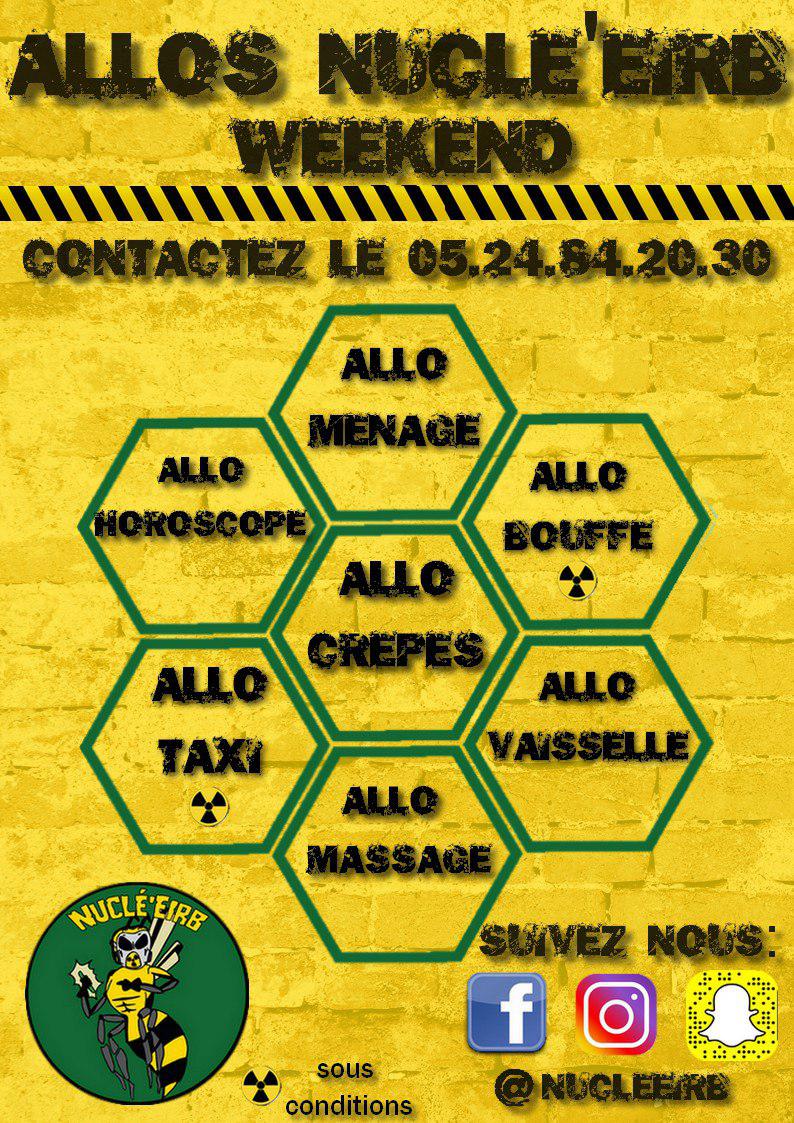 ALLOS NUCLE'EIRB
WEEKEND
CONTACTEZ LE 05.24.84.20.30
ALLO
MENAGE
ALLO
HOROSCOPE
ALLO
BOUFFE
ALLO
CREPES
ALLO
TAXI
ALLO
VAISSELLE
ALLO
MASSAGE
NUCLÉ'EIRB
SUIVEZ NOUS:
@NUCLEEIRB
sous
conditions